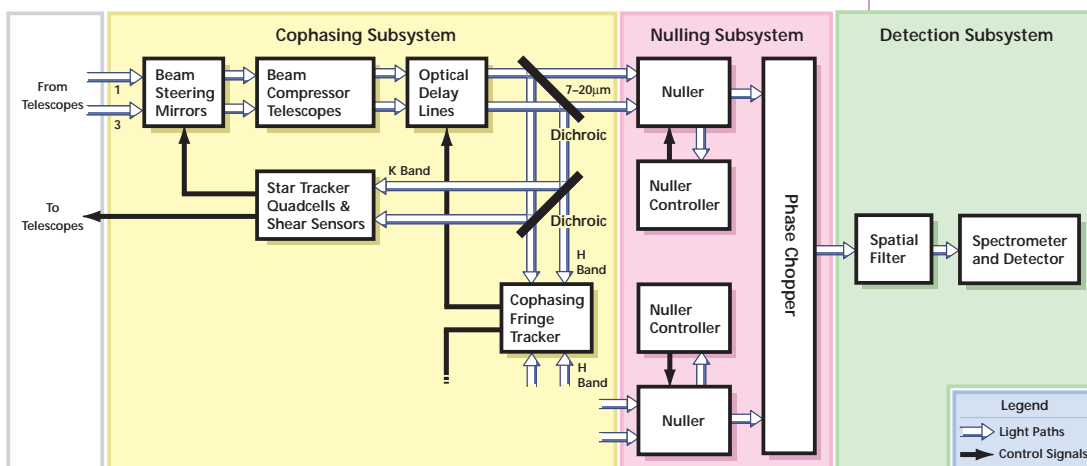 Cophasing Subsystem
Nulling Subsystem
Detection Subsystem
From
Telescopes
1
3
Beam
Steering
Mirrors
Beam
Compressor
Telescopes
Optical
Delay
Lines
7–20μm
Dichroic
Nuller
K Band
Star Tracker
Quadcells &
Shear Sensors
To
Telescopes
Dichroic
H
Band
Nuller
Controller
Phase Chopper
Spatial
Filter
Spectrometer
and Detector
Cophasing
Fringe
Tracker
Nuller
Controller
H
Band
Nuller
Legend
Light Paths
Control Signals